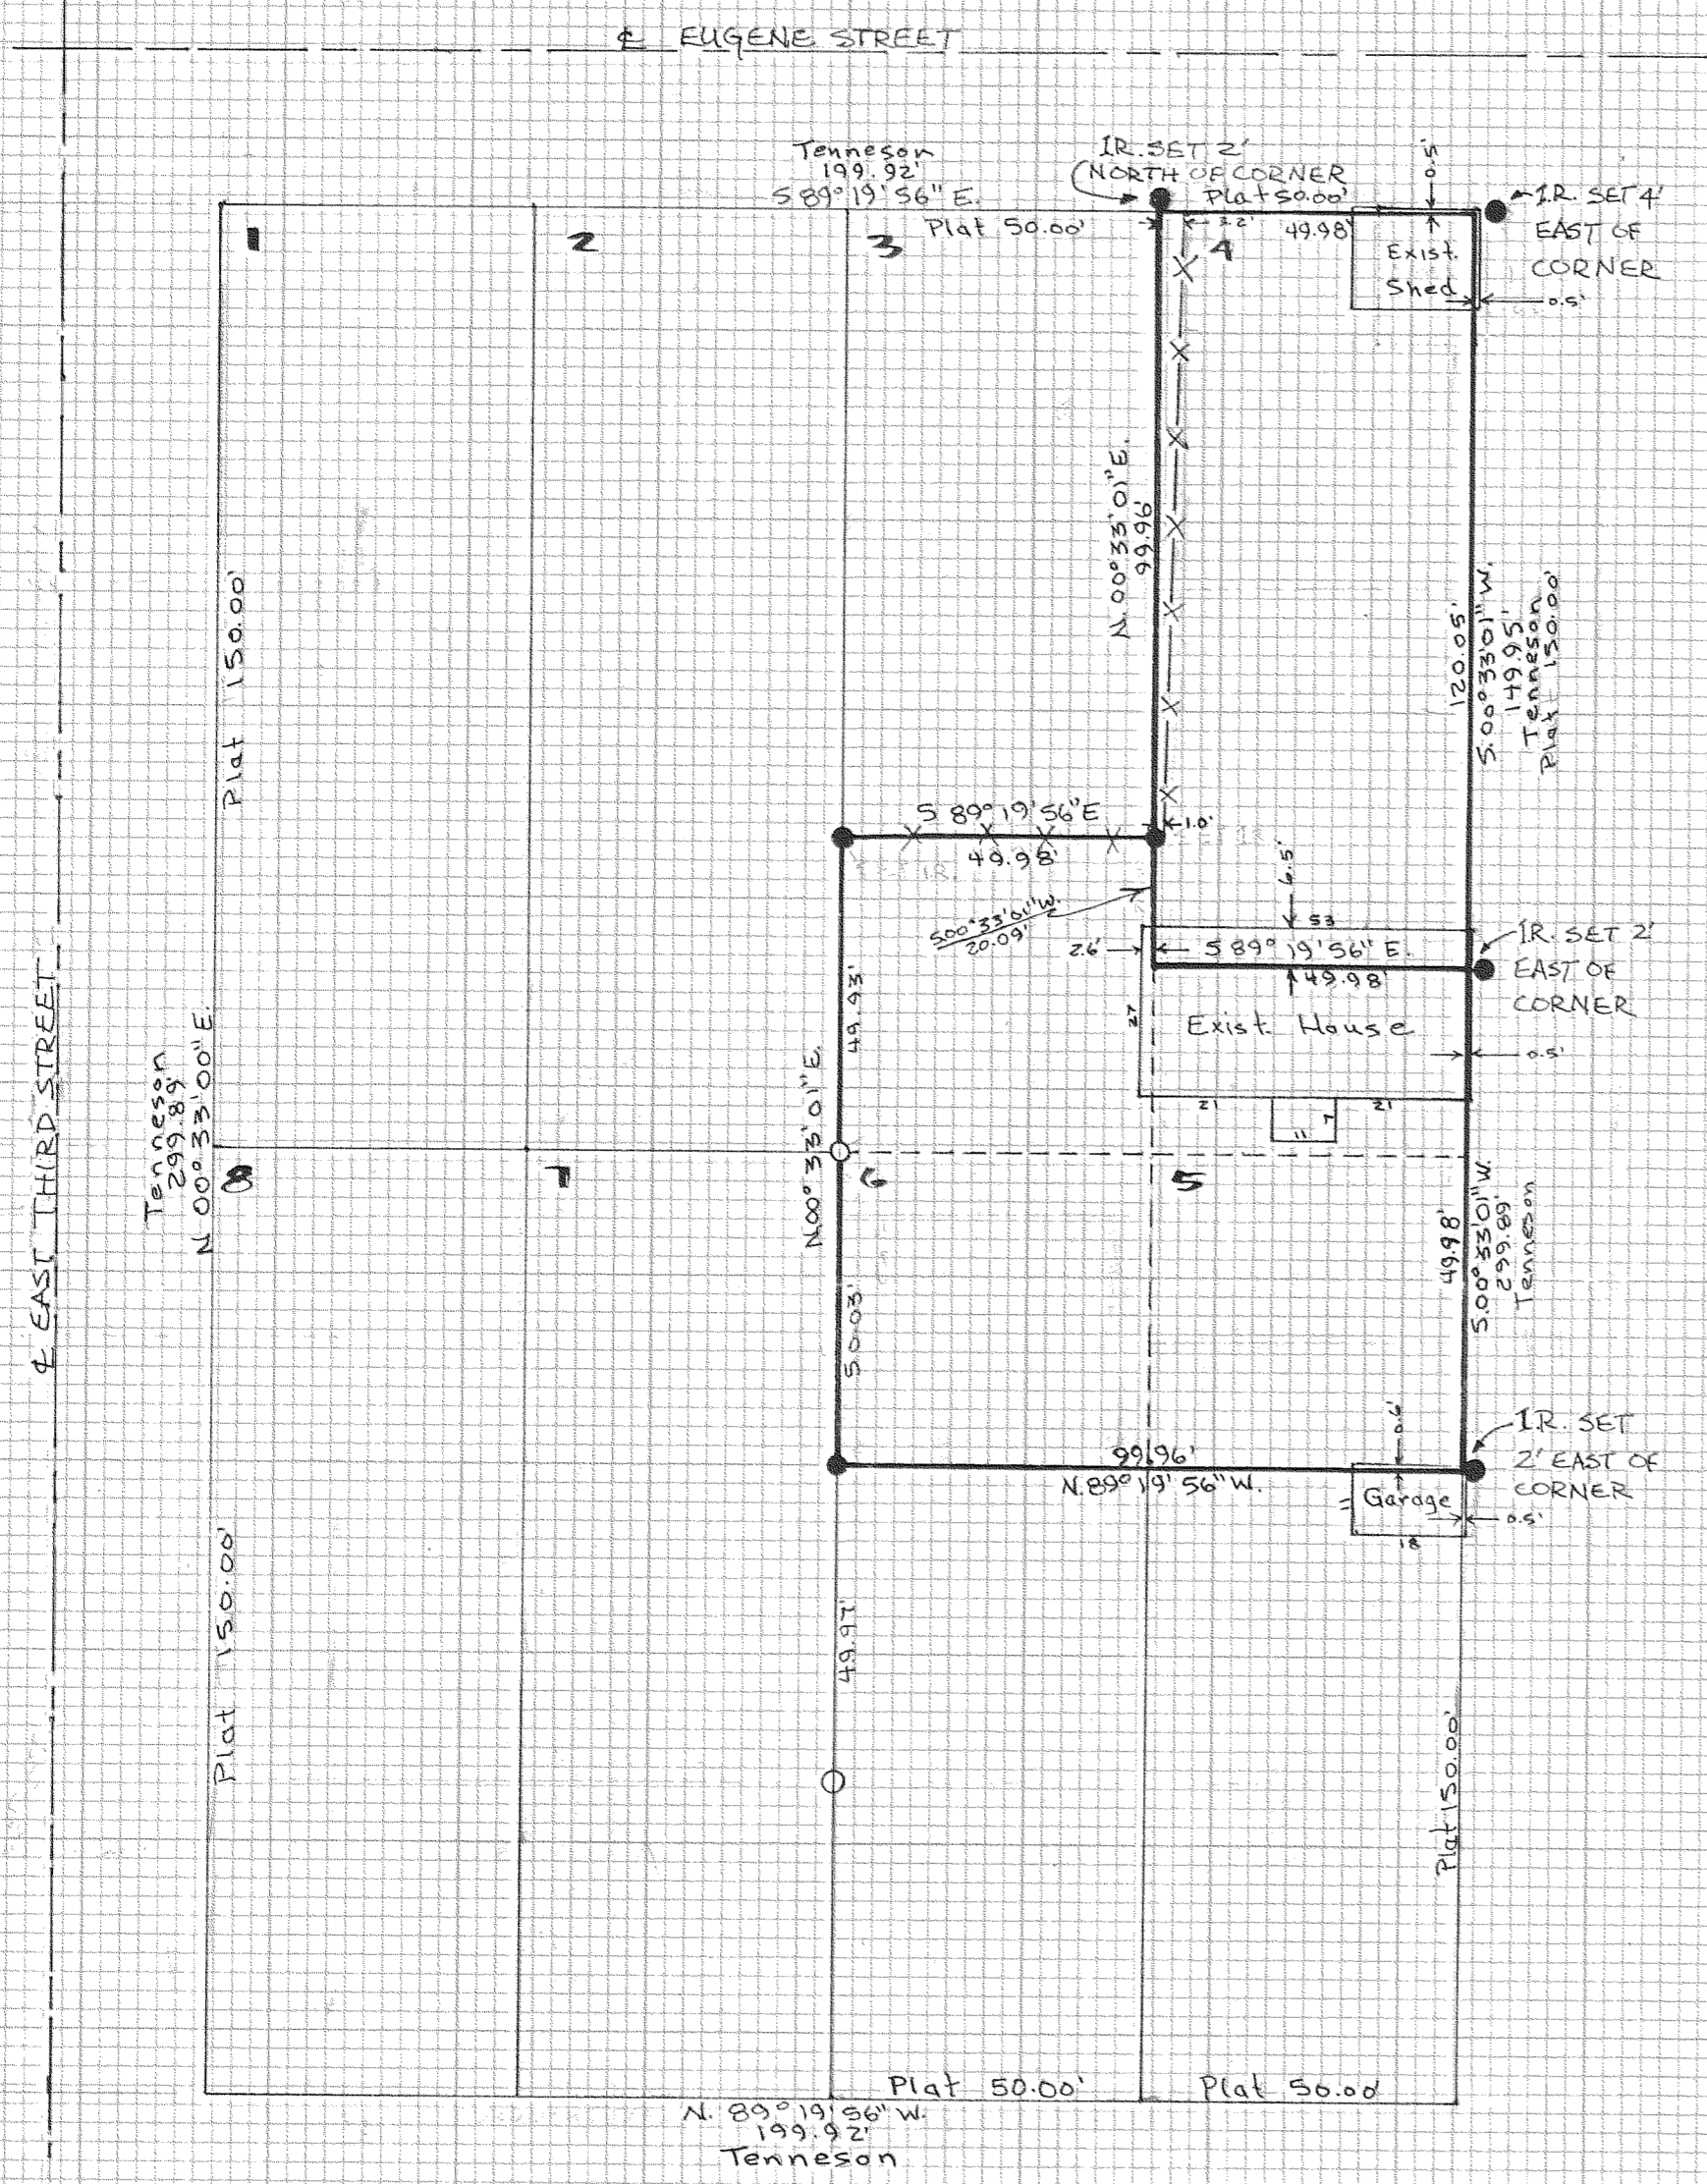 ℄ EUGENE STREET
Tenneson
199.92'
S 89° 19' 56" E.
I.R. SET 2'
NORTH OF CORNER
Plat 50.00'
0.5'
I.R. SET 4'
EAST OF
CORNER
1
2
3
Plat 50.00'
3.2'
4
49.98'
Exist.
Shed
0.5'
N. 00° 33' 01" E.
99.96'
Plat 150.00'
120.05'
S.00° 33' 01" W.
149.95'
Tenneson
Plat 150.00'
S 89° 19' 56" E
49.98'
1.0'
6.5'
S00° 33' 01" W.
20.09'
2.6'
53
S 89° 19' 56" E.
49.98'
I.R. SET 2'
EAST OF
CORNER
27
Exist. House
0.5'
21
11
7
21
49.93'
N.00° 33' 01" E.
℄ EAST THIRD STREET
Tenneson
299.89'
N 00° 33' 00" E.
8
7
6
5
50.03'
49.98'
S.00° 33' 01" W.
299.89'
Tenneson
99.96'
N. 89° 19' 56" W.
0.6'
I.R. SET
2' EAST OF
CORNER
11
Garage
0.5'
18
Plat 150.00'
49.97'
Plat 150.00'
Plat 50.00'
Plat 50.00
N. 89° 19' 56" W.
199.92'
Tenneson